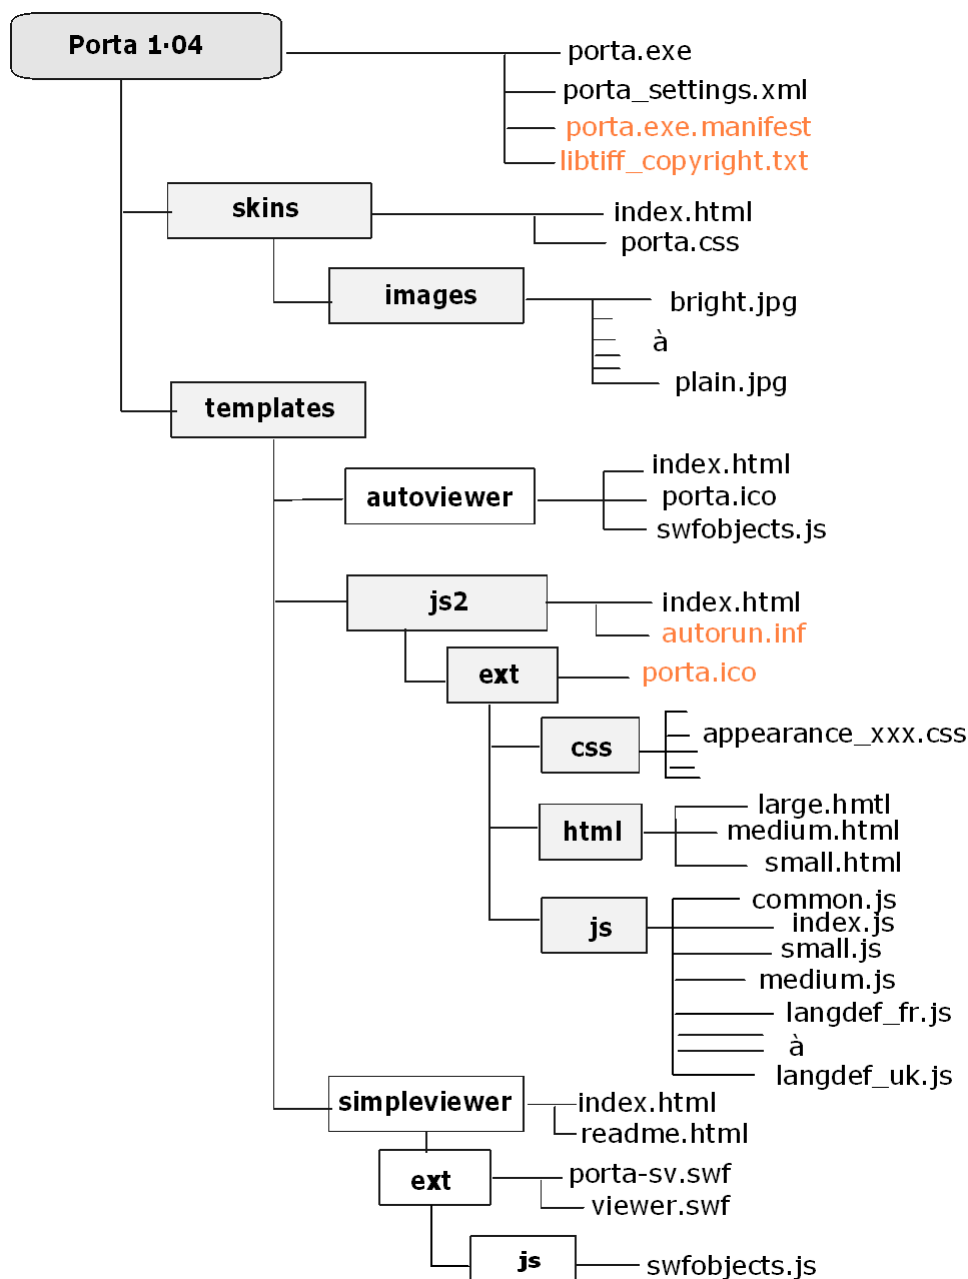 Porta 1·04
porta.exe
porta_settings.xml
porta.exe.manifest
libtiff_copyright.txt
skins
index.html
porta.css
images
bright.jpg
à
plain.jpg
templates
autoviewer
index.html
porta.ico
swfobjects.js
js2
index.html
autorun.inf
ext
porta.ico
css
appearance_xxx.css
html
large.hmtl
medium.html
small.html
js
common.js
index.js
small.js
medium.js
langdef_fr.js
à
langdef_uk.js
simpleviewer
index.html
readme.html
ext
porta-sv.swf
viewer.swf
js
swfobjects.js